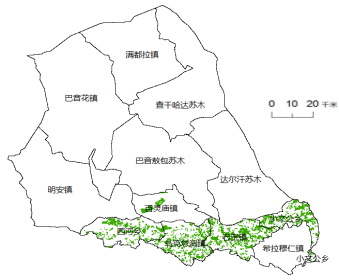 满都拉镇
巴音花镇
查干哈达苏木
0 10 20 千米
巴音敖包苏木
达尔汗苏木
明安镇
百灵庙镇
西河乡
希拉穆仁镇
小文公乡